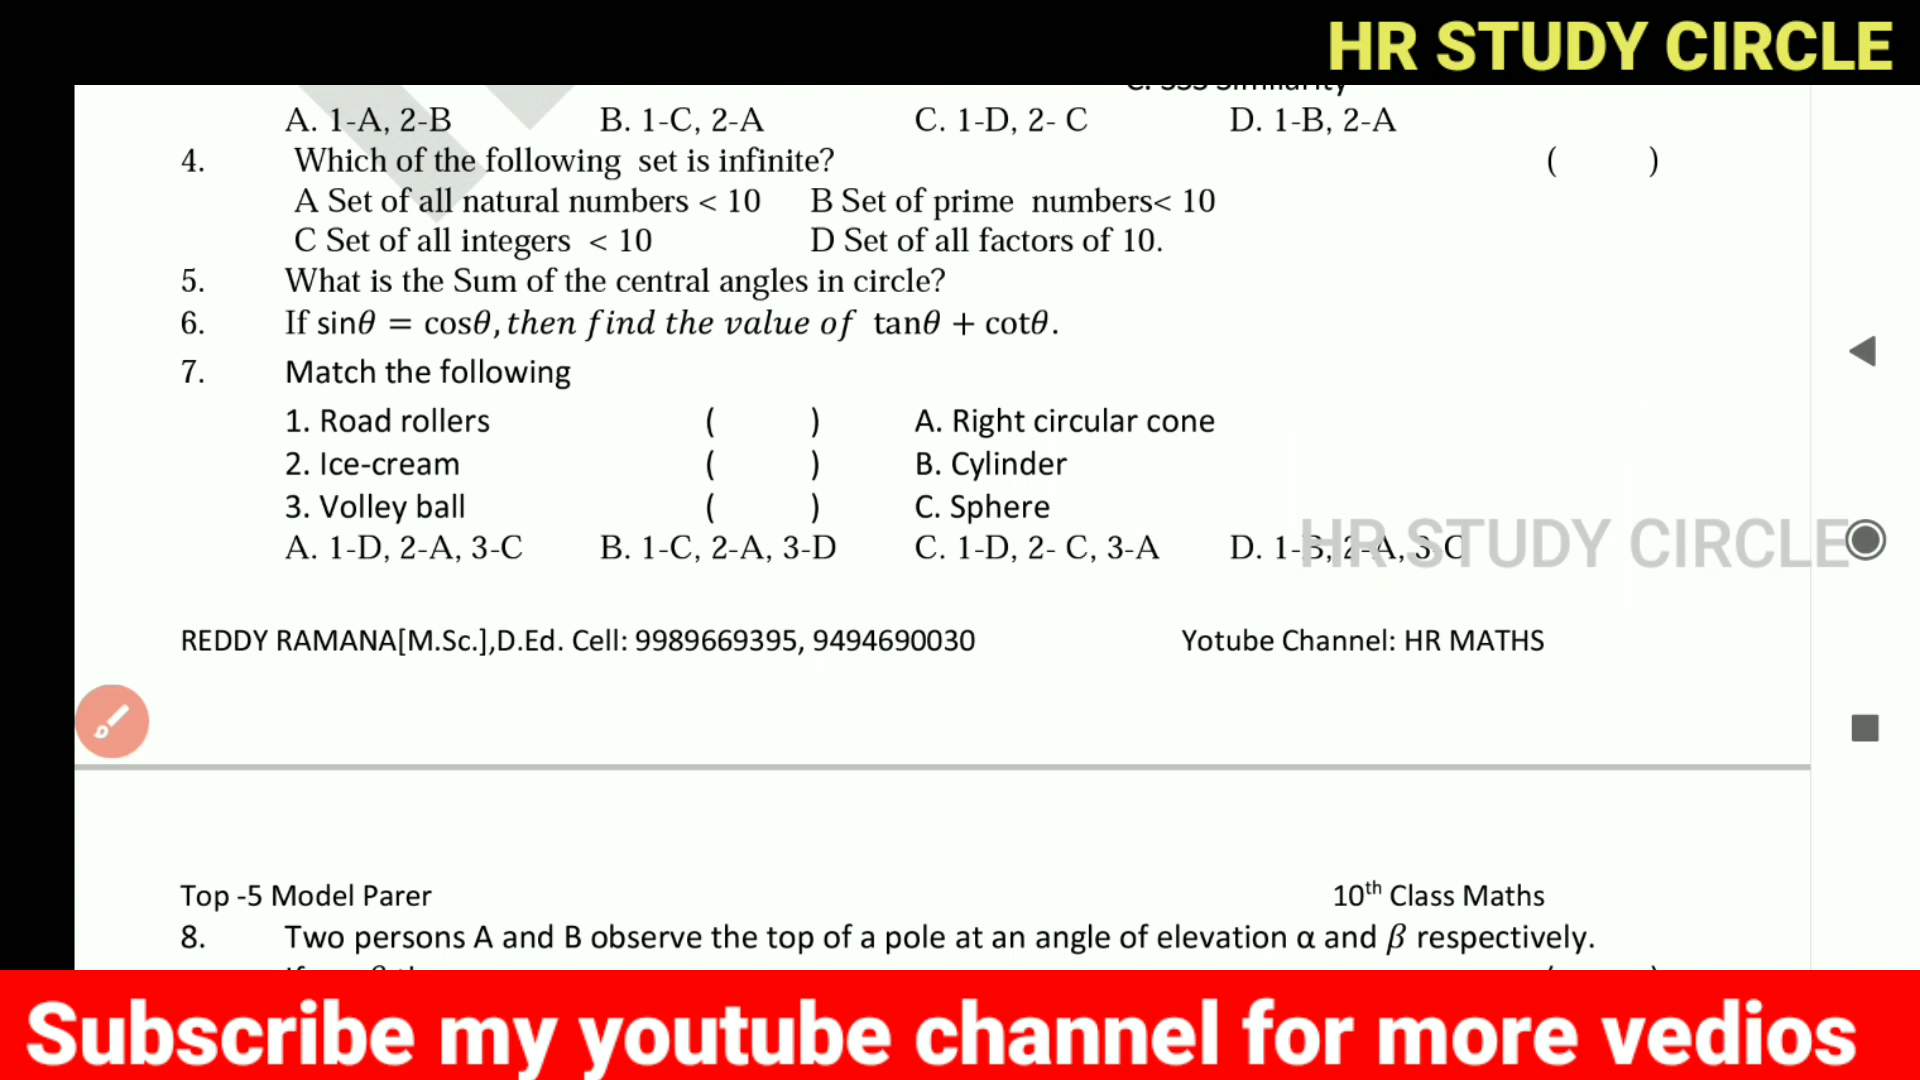 HR STUDY CIRCLE
C. SSS Similarity
A. 1-A, 2-B B. 1-C, 2-A C. 1-D, 2- C D. 1-B, 2-A
4. Which of the following set is infinite? ( )
A Set of all natural numbers < 10 B Set of prime numbers< 10
C Set of all integers < 10 D Set of all factors of 10.
5. What is the Sum of the central angles in circle?
6. If sinθ = cosθ, then find the value of tanθ + cotθ.
7. Match the following
1. Road rollers ( ) A. Right circular cone
2. Ice-cream ( ) B. Cylinder
3. Volley ball ( ) C. Sphere
A. 1-D, 2-A, 3-C B. 1-C, 2-A, 3-D C. 1-D, 2- C, 3-A D. 1-B, 2-A, 3-C
HR STUDY CIRCLE
REDDY RAMANA[M.Sc.],D.Ed. Cell: 9989669395, 9494690030 Yotube Channel: HR MATHS
Top -5 Model Parer 10th Class Maths
8. Two persons A and B observe the top of a pole at an angle of elevation α and β respectively.
Subscribe my youtube channel for more vedios